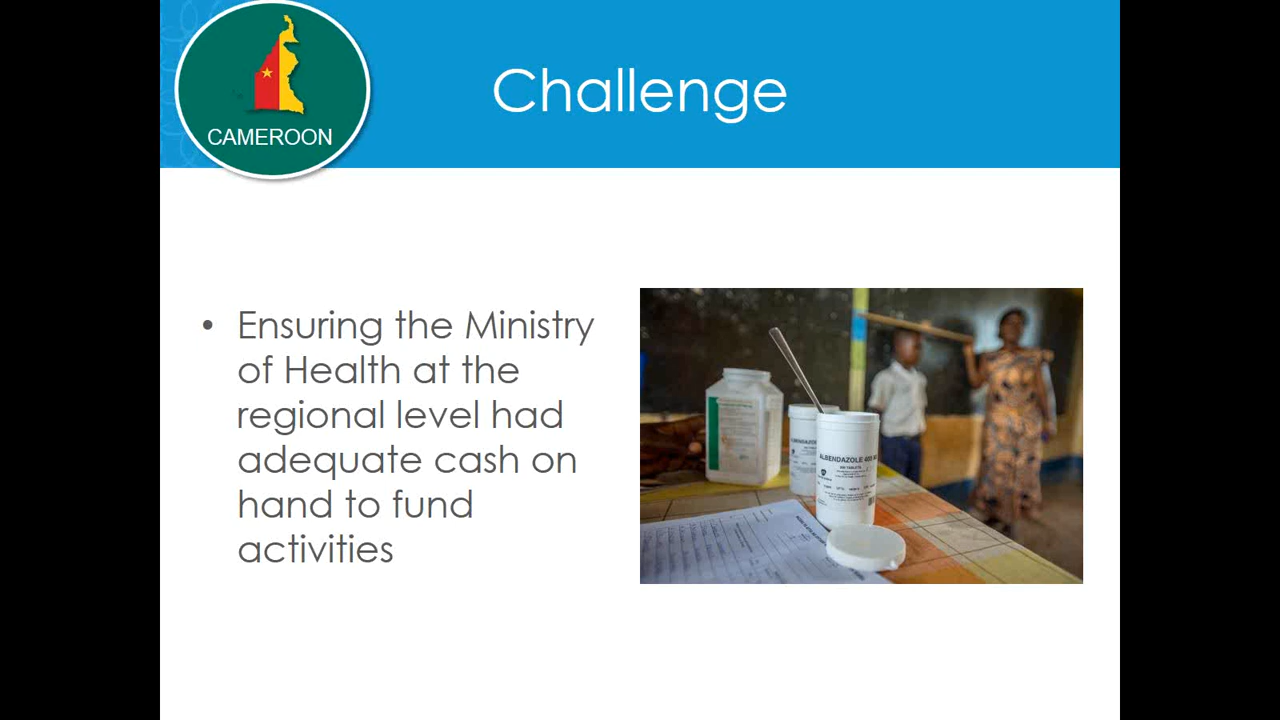 CAMEROON
Challenge
• Ensuring the Ministry
of Health at the
regional level had
adequate cash on
hand to fund
activities
ALBENDAZOLE 400